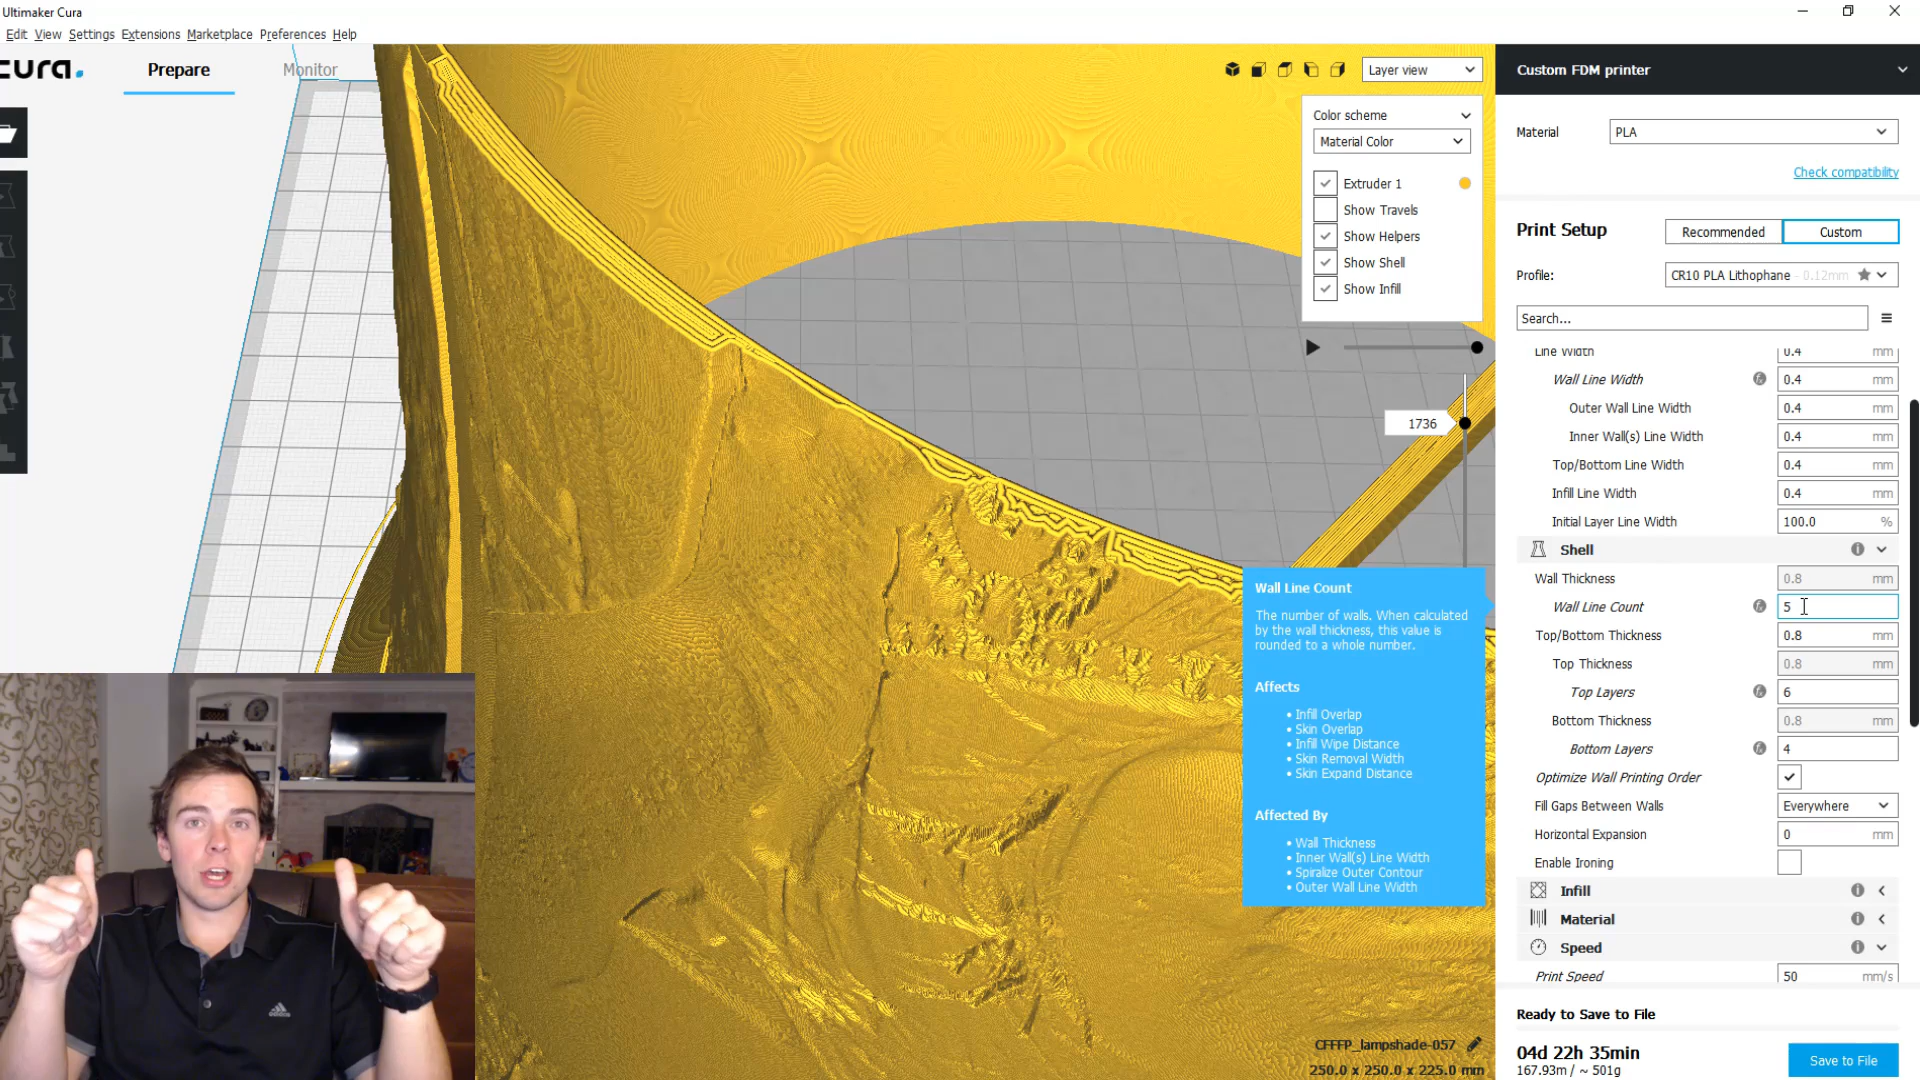 Ultimaker Cura
Edit View Settings Extensions Marketplace Preferences Help
cura.
Prepare
Monitor
Layer view
Color scheme
Material Color
Extruder 1
Show Travels
Show Helpers
Show Shell
Show Infill
1736
Wall Line Count
The number of walls. When calculated
by the wall thickness, this value is
rounded to a whole number.
Affects
• Infill Overlap
• Skin Overlap
• Infill Wipe Distance
• Skin Removal Width
• Skin Expand Distance
Affected By
• Wall Thickness
• Inner Wall(s) Line Width
• Spiralize Outer Contour
• Outer Wall Line Width
CFFFP_lampshade-057
250.0 x 250.0 x 225.0 mm
Custom FDM printer
Material PLA
Check compatibility
Print Setup Recommended Custom
Profile: CR10 PLA Lithophane - 0.12mm
Search...
Line Width 0.4 mm
Wall Line Width 0.4 mm
Outer Wall Line Width 0.4 mm
Inner Wall(s) Line Width 0.4 mm
Top/Bottom Line Width 0.4 mm
Infill Line Width 0.4 mm
Initial Layer Line Width 100.0 %
Shell
Wall Thickness 0.8 mm
Wall Line Count 5
Top/Bottom Thickness 0.8 mm
Top Thickness 0.8 mm
Top Layers 6
Bottom Thickness 0.8 mm
Bottom Layers 4
Optimize Wall Printing Order
Fill Gaps Between Walls Everywhere
Horizontal Expansion 0 mm
Enable Ironing
Infill
Material
Speed
Print Speed 50 mm/s
Ready to Save to File
04d 22h 35min
167.93m / ~ 501g
Save to File